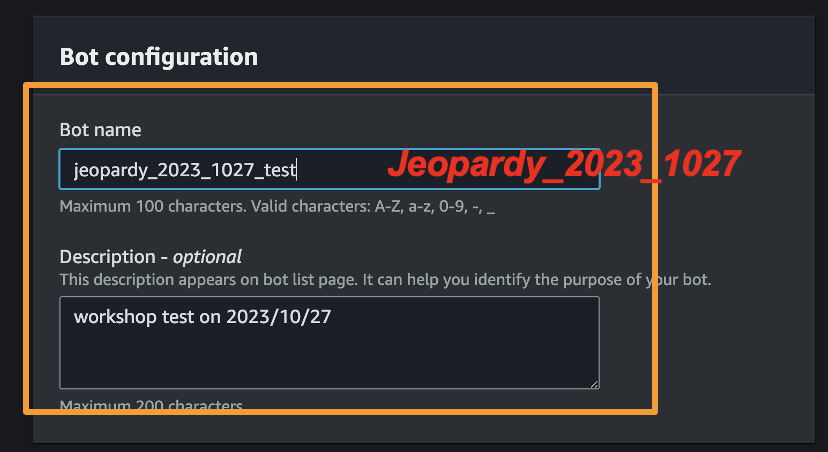 Bot configuration
Bot name
jeopardy_2023_1027_test
Jeopardy_2023_1027
Maximum 100 characters. Valid characters: A-Z, a-z, 0-9, -, _
Description - optional
This description appears on bot list page. It can help you identify the purpose of your bot.
workshop test on 2023/10/27
Maximum 200 characters